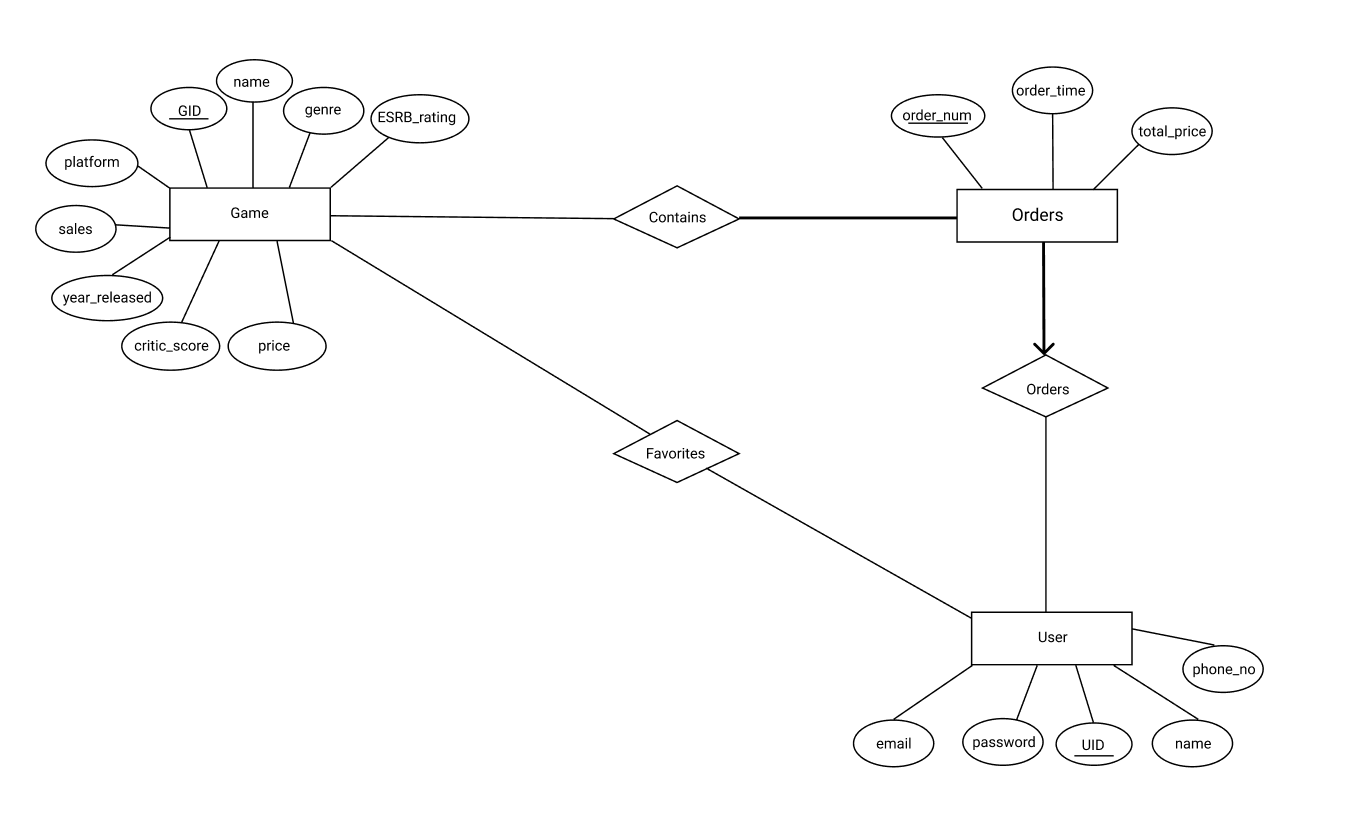 name
GID
genre
ESRB_rating
platform
Game
sales
year_released
critic_score
price
Contains
order_time
order_num
total_price
Orders
Orders
Favorites
User
phone_no
email
password
UID
name